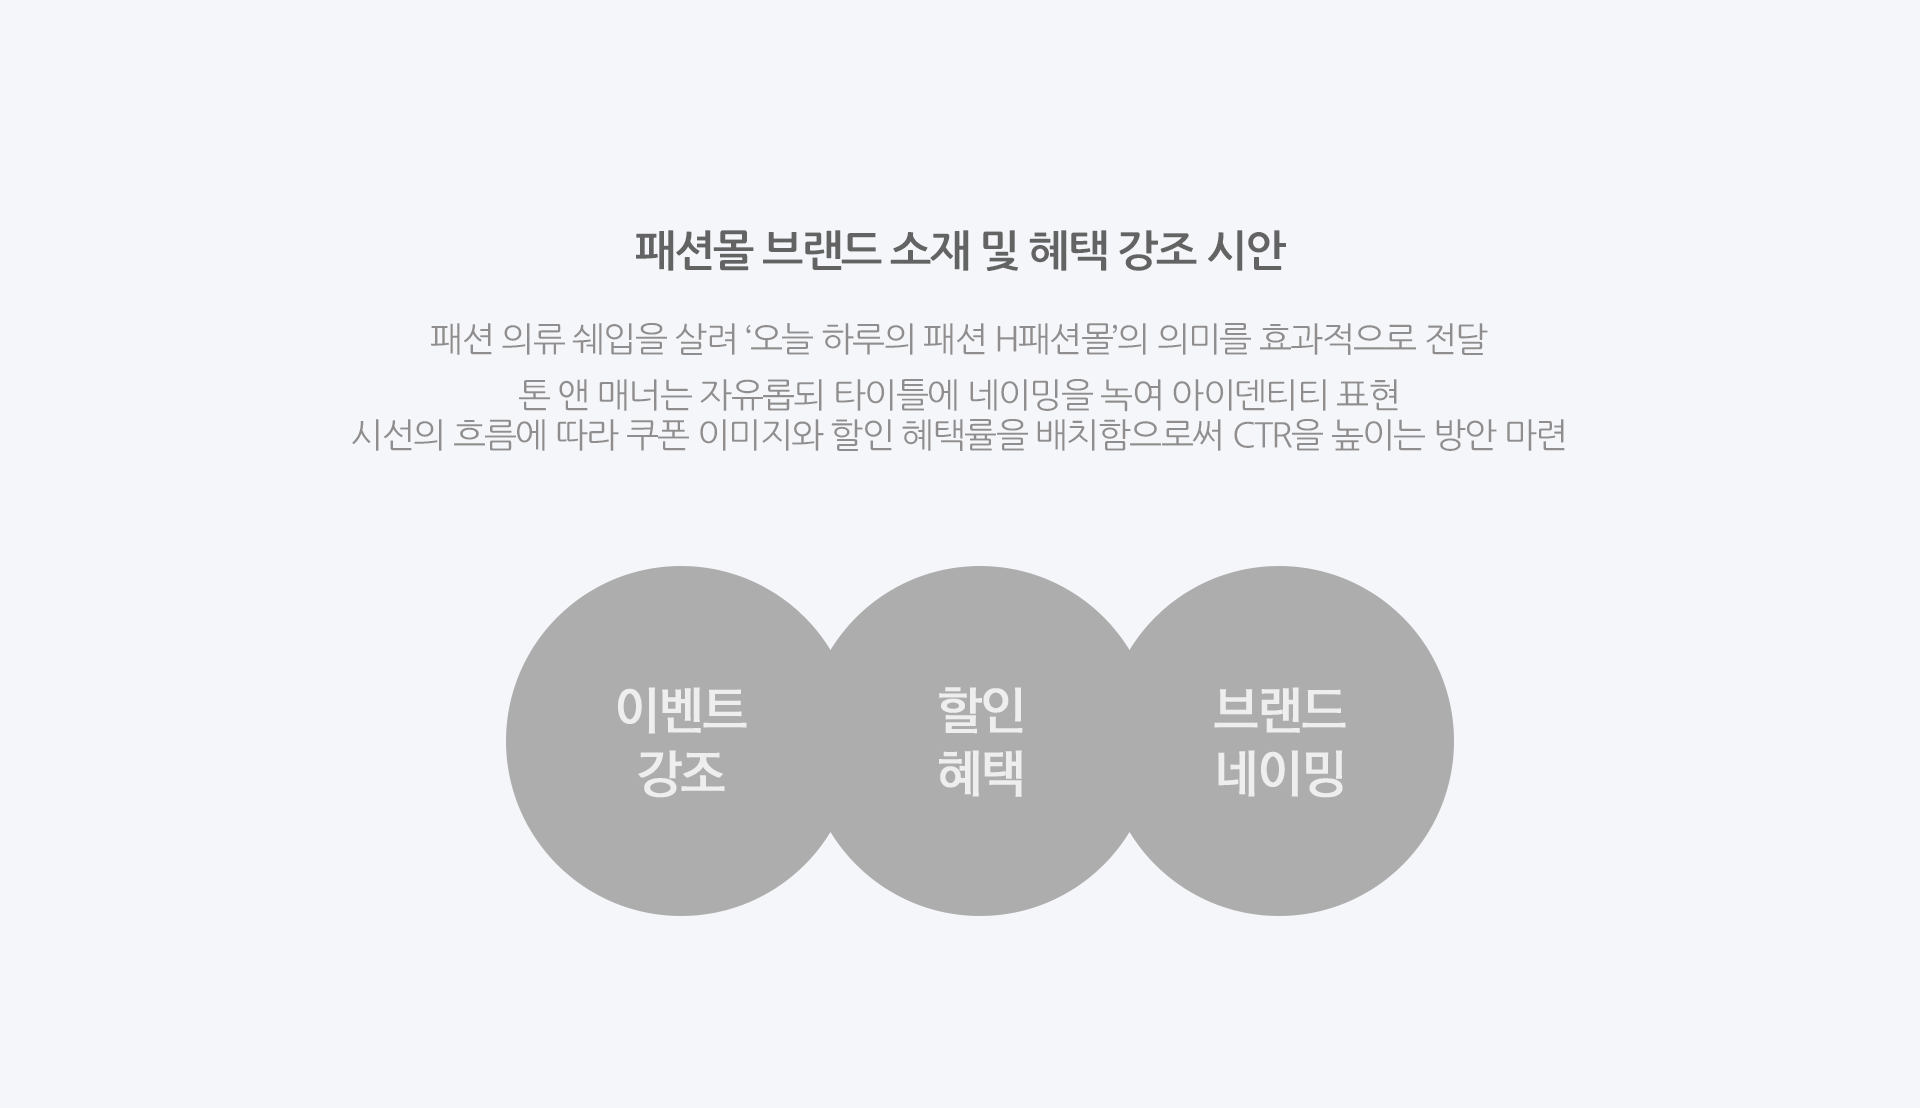 패션몰 브랜드 소재 및 혜택 강조 시안
패션 의류 쉐입을 살려 ‘오늘 하루의 패션 H패션몰’의 의미를 효과적으로 전달
톤 앤 매너는 자유롭되 타이틀에 네이밍을 녹여 아이덴티티 표현
시선의 흐름에 따라 쿠폰 이미지와 할인 혜택률을 배치함으로써 CTR을 높이는 방안 마련
이벤트
강조
할인
혜택
브랜드
네이밍